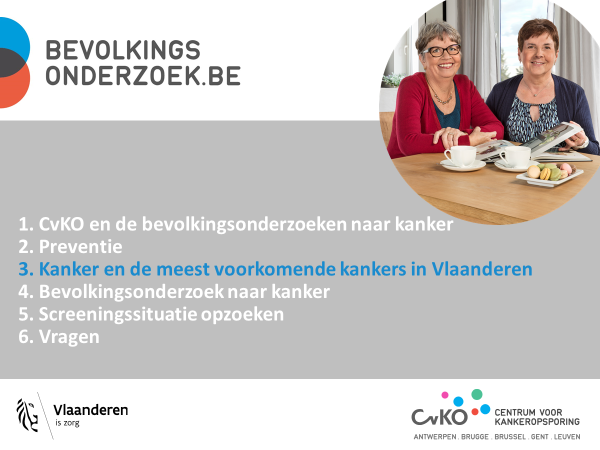 BEVOLKINGS
ONDERZOEK.BE
1. CvKO en de bevolkingsonderzoeken naar kanker
2. Preventie
3. Kanker en de meest voorkomende kankers in Vlaanderen
4. Bevolkingsonderzoek naar kanker
5. Screeningssituatie opzoeken
6. Vragen
Vlaanderen
is zorg
CvKO
CENTRUM VOOR
KANKEROPSPORING
ANTWERPEN . BRUGGE . BRUSSEL . GENT . LEUVEN